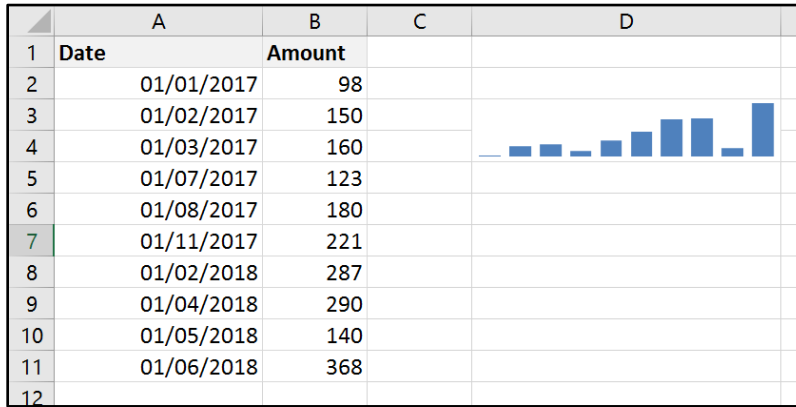 A B C D
1 Date Amount
2 01/01/2017 98
3 01/02/2017 150
4 01/03/2017 160
5 01/07/2017 123
6 01/08/2017 180
7 01/11/2017 221
8 01/02/2018 287
9 01/04/2018 290
10 01/05/2018 140
11 01/06/2018 368
12